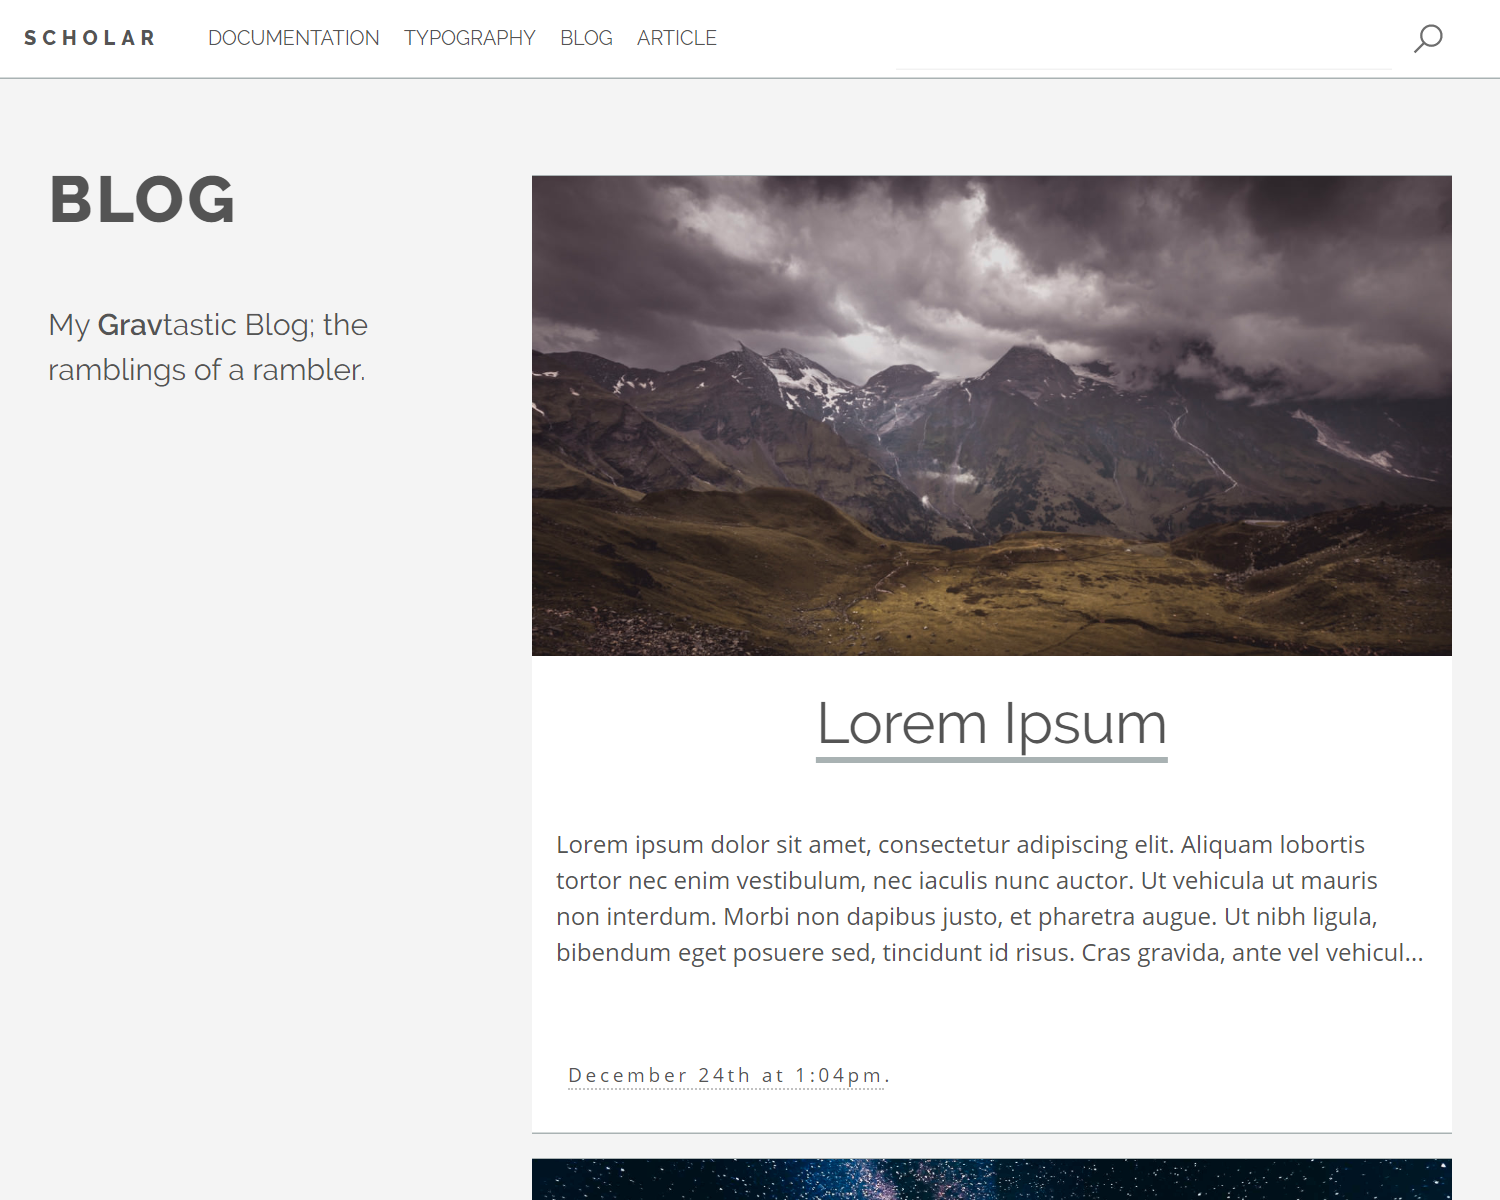 SCHOLAR DOCUMENTATION TYPOGRAPHY BLOG ARTICLE
BLOG
My Gravtastic Blog; the
ramblings of a rambler.
Lorem Ipsum
Lorem ipsum dolor sit amet, consectetur adipiscing elit. Aliquam lobortis
tortor nec enim vestibulum, nec iaculis nunc auctor. Ut vehicula ut mauris
non interdum. Morbi non dapibus justo, et pharetra augue. Ut nibh ligula,
bibendum eget posuere sed, tincidunt id risus. Cras gravida, ante vel vehicul...
December 24th at 1:04pm.